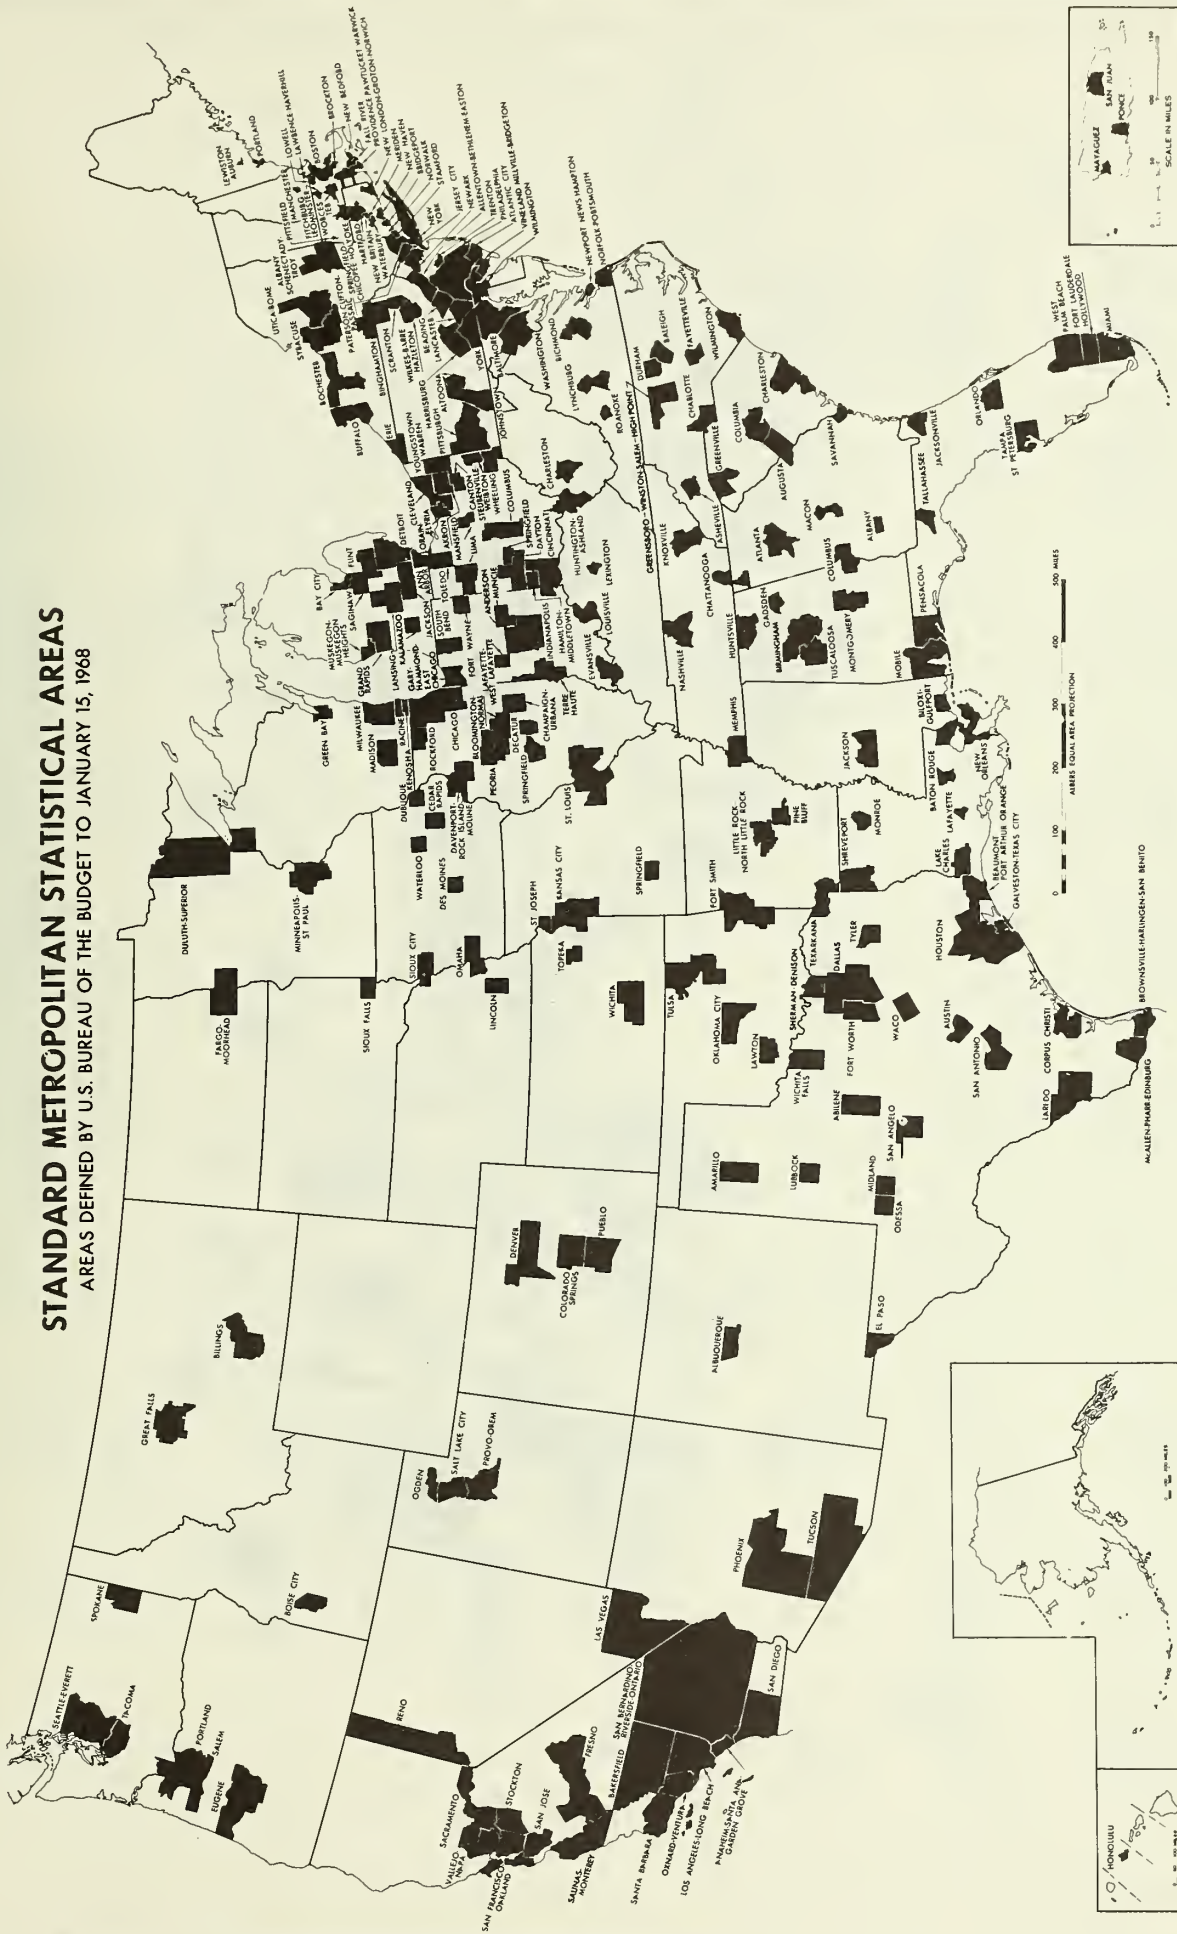 STANDARD METROPOLITAN STATISTICAL AREAS
AREAS DEFINED BY U.S. BUREAU OF THE BUDGET TO JANUARY 15, 1968
SEATTLE-EVERETT
TACOMA
SPOKANE
PORTLAND
SALEM
EUGENE
BOISE CITY
GREAT FALLS
BILLINGS
RENO
LAS VEGAS
SACRAMENTO
VALLEJO-
NAPA
STOCKTON
SAN FRANCISCO
OAKLAND
SAN JOSE
FRESNO
SALINAS-
MONTEREY
BAKERSFIELD
SAN BERNARDINO
RIVERSIDE-ONTARIO
SANTA BARBARA
OXNARD-VENTURA
LOS ANGELES-LONG BEACH
ANAHEIM-SANTA ANA
GARDEN GROVE
SAN DIEGO
OGDEN
SALT LAKE CITY
PROVO-OREM
PHOENIX
TUCSON
DENVER
COLORADO
SPRINGS
PUEBLO
ALBUQUERQUE
EL PASO
FARGO-
MOORHEAD
SIOUX FALLS
DULUTH-SUPERIOR
MINNEAPOLIS-
ST PAUL
SIOUX CITY
OMAHA
LINCOLN
WATERLOO
DES MOINES
DUBUQUE
CEDAR
RAPIDS
DAVENPORT-
ROCK ISLAND-
MOLINE
TOPEKA
WICHITA
ST JOSEPH
KANSAS CITY
SPRINGFIELD
ST. LOUIS
TULSA
OKLAHOMA CITY
LAWTON
FORT SMITH
LITTLE ROCK-
NORTH LITTLE ROCK
PINE
BLUFF
AMARILLO
LUBBOCK
MIDLAND
ODESSA
SAN ANGELO
ABILENE
WICHITA
FALLS
SHERMAN-DENISON
TEXARKANA
DALLAS
FORT WORTH
TYLER
WACO
AUSTIN
SAN ANTONIO
HOUSTON
LAREDO
CORPUS CHRISTI
McALLEN-PHARR-EDINBURG
BROWNSVILLE-HARLINGEN-SAN BENITO
GALVESTON-TEXAS CITY
BEAUMONT
PORT ARTHUR ORANGE
SHREVEPORT
MONROE
LAKE
CHARLES
LAFAYETTE
BATON ROUGE
NEW
ORLEANS
JACKSON
BILOXI-
GULFPORT
MEMPHIS
GREEN BAY
MILWAUKEE
MADISON
RACINE
KENOSHA
ROCKFORD
CHICAGO
BLOOMINGTON
NORMAL
PEORIA
DECATUR
SPRINGFIELD
CHAMPAIGN-
URBANA
MUSKEGON-
MUSKEGON
HEIGHTS
GRAND
RAPIDS
BAY CITY
SAGINAW
FLINT
LANSING
KALAMAZOO
JACKSON
ANN
ARBOR
DETROIT
GARY-
HAMMOND-
EAST
CHICAGO
SOUTH
BEND
FORT WAYNE
LAFAYETTE-
WEST LAFAYETTE
ANDERSON
MUNCIE
INDIANAPOLIS
TERRE
HAUTE
EVANSVILLE
HAMILTON-
MIDDLETOWN
CLEVELAND
LORAIN
ELYRIA
AKRON
CANTON
MANSFIELD
TOLEDO
LIMA
YOUNGSTOWN
WARREN
STEUBENVILLE
WEIRTON
WHEELING
COLUMBUS
SPRINGFIELD
DAYTON
CINCINNATI
LOUISVILLE
LEXINGTON
HUNTINGTON-
ASHLAND
CHARLESTON
NASHVILLE
KNOXVILLE
CHATTANOOGA
HUNTSVILLE
GADSDEN
BIRMINGHAM
TUSCALOOSA
MONTGOMERY
MOBILE
PENSACOLA
ATLANTA
MACON
COLUMBUS
ALBANY
AUGUSTA
SAVANNAH
TALLAHASSEE
JACKSONVILLE
ORLANDO
TAMPA
ST PETERSBURG
WEST
PALM BEACH
FORT LAUDERDALE
HOLLYWOOD
MIAMI
ASHEVILLE
GREENVILLE
COLUMBIA
CHARLESTON
CHARLOTTE
GREENSBORO-WINSTON-SALEM-HIGH POINT
DURHAM
RALEIGH
FAYETTEVILLE
WILMINGTON
ROANOKE
LYNCHBURG
RICHMOND
NEWPORT NEWS HAMPTON
NORFOLK-PORTSMOUTH
WASHINGTON
BALTIMORE
BUFFALO
ROCHESTER
SYRACUSE
UTICA-ROME
ALBANY
SCHENECTADY-
TROY
BINGHAMTON
ERIE
PITTSBURGH
ALTOONA
JOHNSTOWN
HARRISBURG
YORK
LANCASTER
READING
WILKES-BARRE
HAZLETON
SCRANTON
PATERSON CLIFTON-
PASSAIC
SPRINGFIELD
CHICOPEE HOLYOKE
HARTFORD
NEW BRITAIN
WATERBURY
PITTSFIELD
MANCHESTER
FITCHBURG
LEOMINSTER
WORCESTER
LOWELL
LAWRENCE-HAVERHILL
LEWISTON
AUBURN
PORTLAND
BOSTON
BROCKTON
NEW BEDFORD
FALL RIVER
PROVIDENCE PAWTUCKET WARWICK
NEW LONDON-GROTON-NORWICH
MERIDEN
NEW HAVEN
BRIDGEPORT
NORWALK
STAMFORD
NEW
YORK
JERSEY CITY
NEWARK
ALLENTOWN-BETHLEHEM-EASTON
TRENTON
PHILADELPHIA
ATLANTIC CITY
VINELAND MILLVILLE-BRIDGETON
WILMINGTON
0 100 200 300 400 500 MILES
ALBERS EQUAL AREA PROJECTION
HONOLULU
MAYAGUEZ
SAN JUAN
PONCE
0 50 100 150
SCALE IN MILES